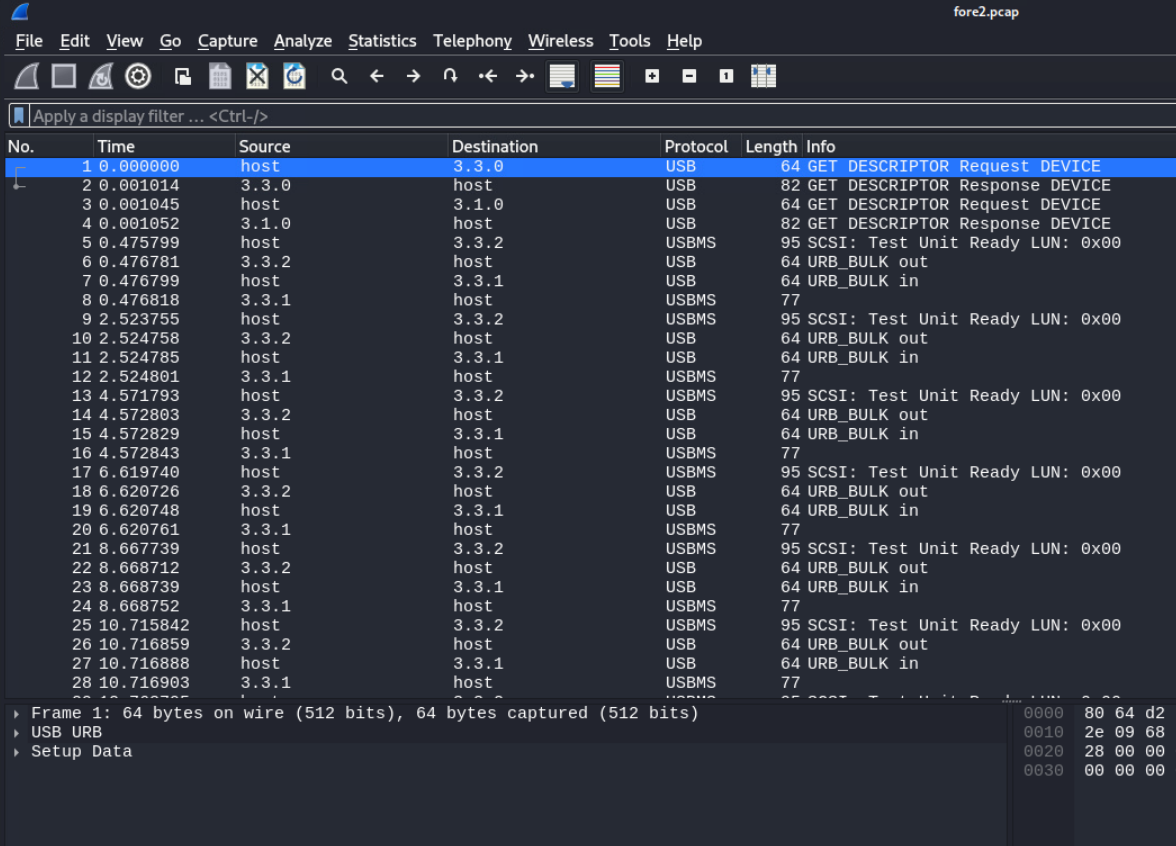 fore2.pcap
File Edit View Go Capture Analyze Statistics Telephony Wireless Tools Help
Apply a display filter … <Ctrl-/>
No. Time Source Destination Protocol Length Info
1 0.000000 host 3.3.0 USB 64 GET DESCRIPTOR Request DEVICE
2 0.001014 3.3.0 host USB 82 GET DESCRIPTOR Response DEVICE
3 0.001045 host 3.1.0 USB 64 GET DESCRIPTOR Request DEVICE
4 0.001052 3.1.0 host USB 82 GET DESCRIPTOR Response DEVICE
5 0.475799 host 3.3.2 USBMS 95 SCSI: Test Unit Ready LUN: 0x00
6 0.476781 3.3.2 host USB 64 URB_BULK out
7 0.476799 host 3.3.1 USB 64 URB_BULK in
8 0.476818 3.3.1 host USBMS 77
9 2.523755 host 3.3.2 USBMS 95 SCSI: Test Unit Ready LUN: 0x00
10 2.524758 3.3.2 host USB 64 URB_BULK out
11 2.524785 host 3.3.1 USB 64 URB_BULK in
12 2.524801 3.3.1 host USBMS 77
13 4.571793 host 3.3.2 USBMS 95 SCSI: Test Unit Ready LUN: 0x00
14 4.572803 3.3.2 host USB 64 URB_BULK out
15 4.572829 host 3.3.1 USB 64 URB_BULK in
16 4.572843 3.3.1 host USBMS 77
17 6.619740 host 3.3.2 USBMS 95 SCSI: Test Unit Ready LUN: 0x00
18 6.620726 3.3.2 host USB 64 URB_BULK out
19 6.620748 host 3.3.1 USB 64 URB_BULK in
20 6.620761 3.3.1 host USBMS 77
21 8.667739 host 3.3.2 USBMS 95 SCSI: Test Unit Ready LUN: 0x00
22 8.668712 3.3.2 host USB 64 URB_BULK out
23 8.668739 host 3.3.1 USB 64 URB_BULK in
24 8.668752 3.3.1 host USBMS 77
25 10.715842 host 3.3.2 USBMS 95 SCSI: Test Unit Ready LUN: 0x00
26 10.716859 3.3.2 host USB 64 URB_BULK out
27 10.716888 host 3.3.1 USB 64 URB_BULK in
28 10.716903 3.3.1 host USBMS 77
Frame 1: 64 bytes on wire (512 bits), 64 bytes captured (512 bits)
USB URB
Setup Data
0000 80 64 d2
0010 2e 09 68
0020 28 00 00
0030 00 00 00